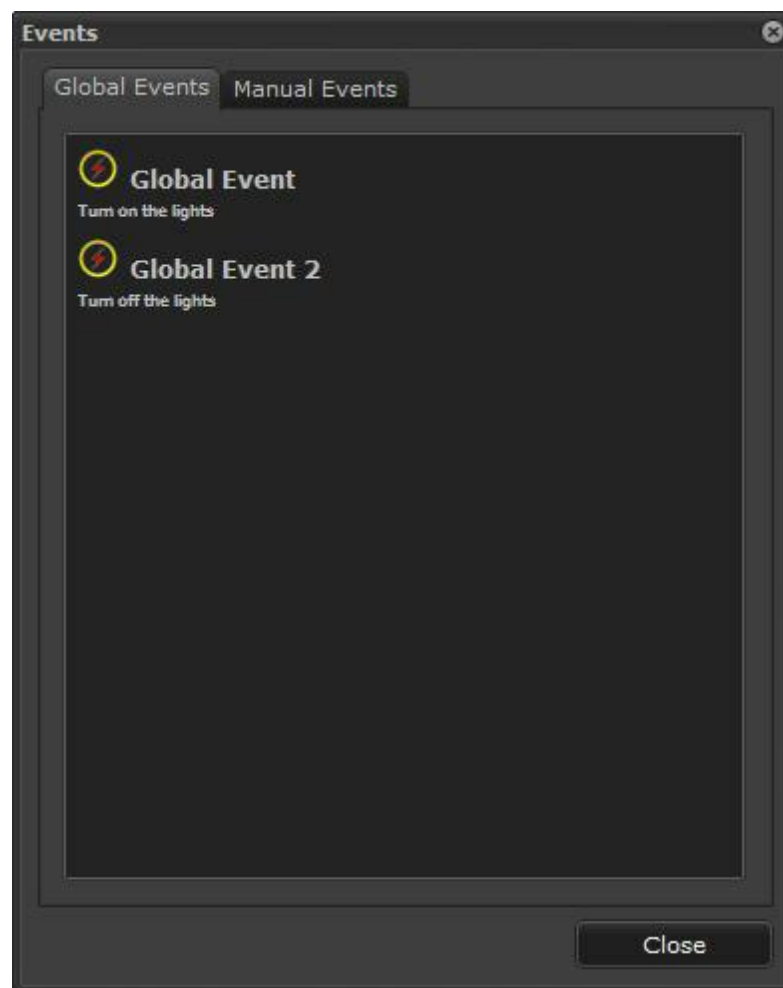 Events
Global Events Manual Events
Global Event
Turn on the lights
Global Event 2
Turn off the lights
Close